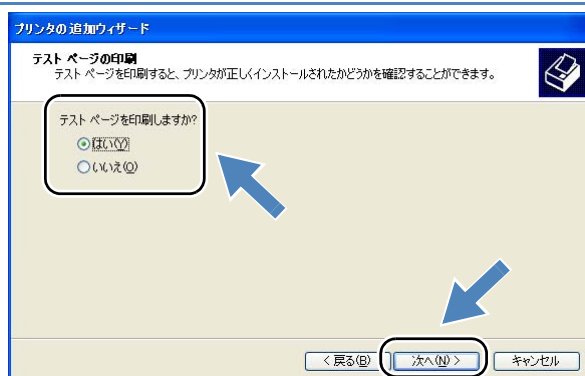 プリンタの追加ウィザード
テスト ページの印刷
テスト ページを印刷すると、プリンタが正しくインストールされたかどうかを確認することができます。
テスト ページを印刷しますか?
はい(Y)
いいえ(O)
< 戻る(B)
次へ(N) >
キャンセル